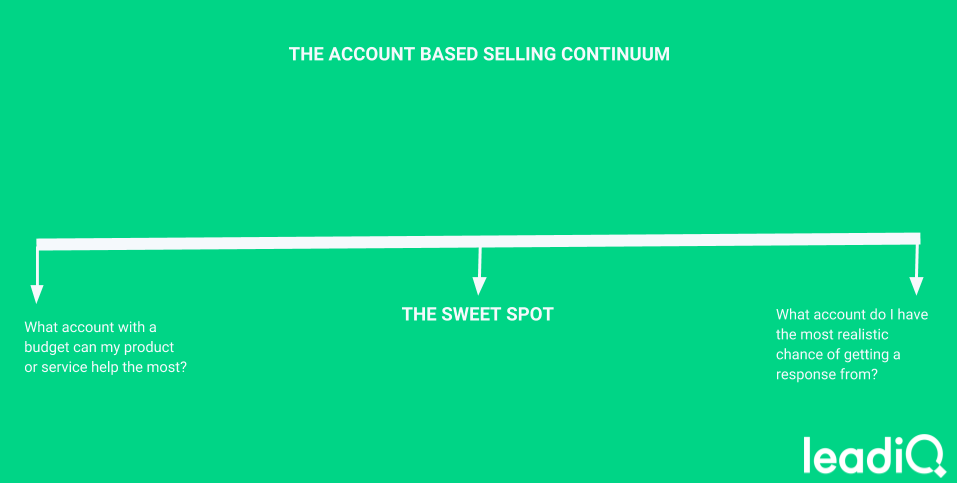 THE ACCOUNT BASED SELLING CONTINUUM
What account with a
budget can my product
or service help the most?
THE SWEET SPOT
What account do I have
the most realistic
chance of getting a
response from?
leadiQ